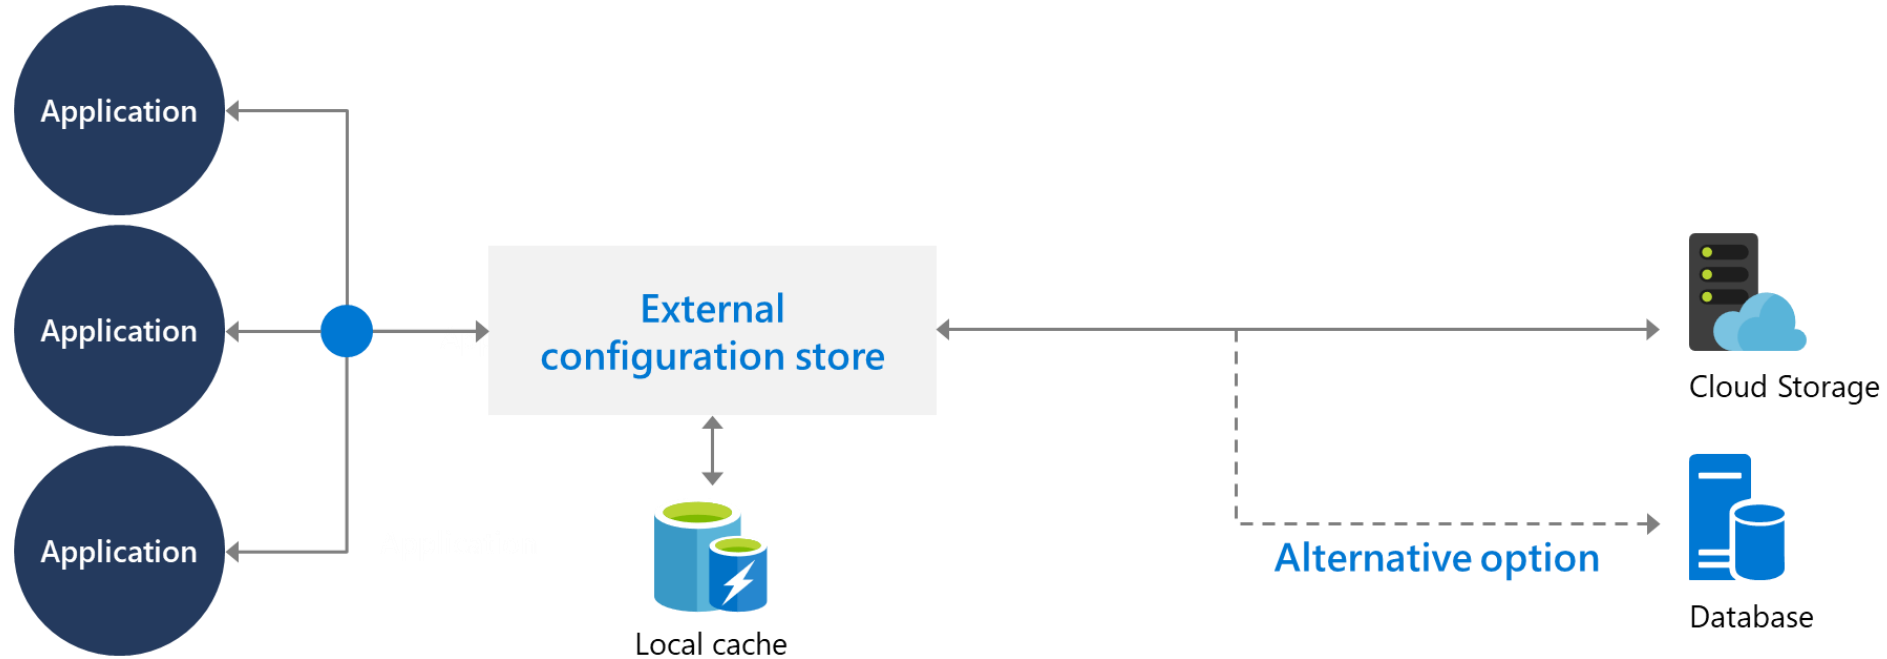 Application
Application
Application
External
configuration store
Local cache
Cloud Storage
Alternative option
Database